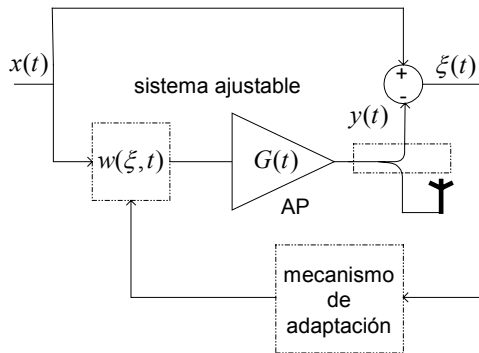 x(t)
ξ(t)
+
-
sistema ajustable
y(t)
w(ξ,t)
G(t)
AP
mecanismo
de
adaptación